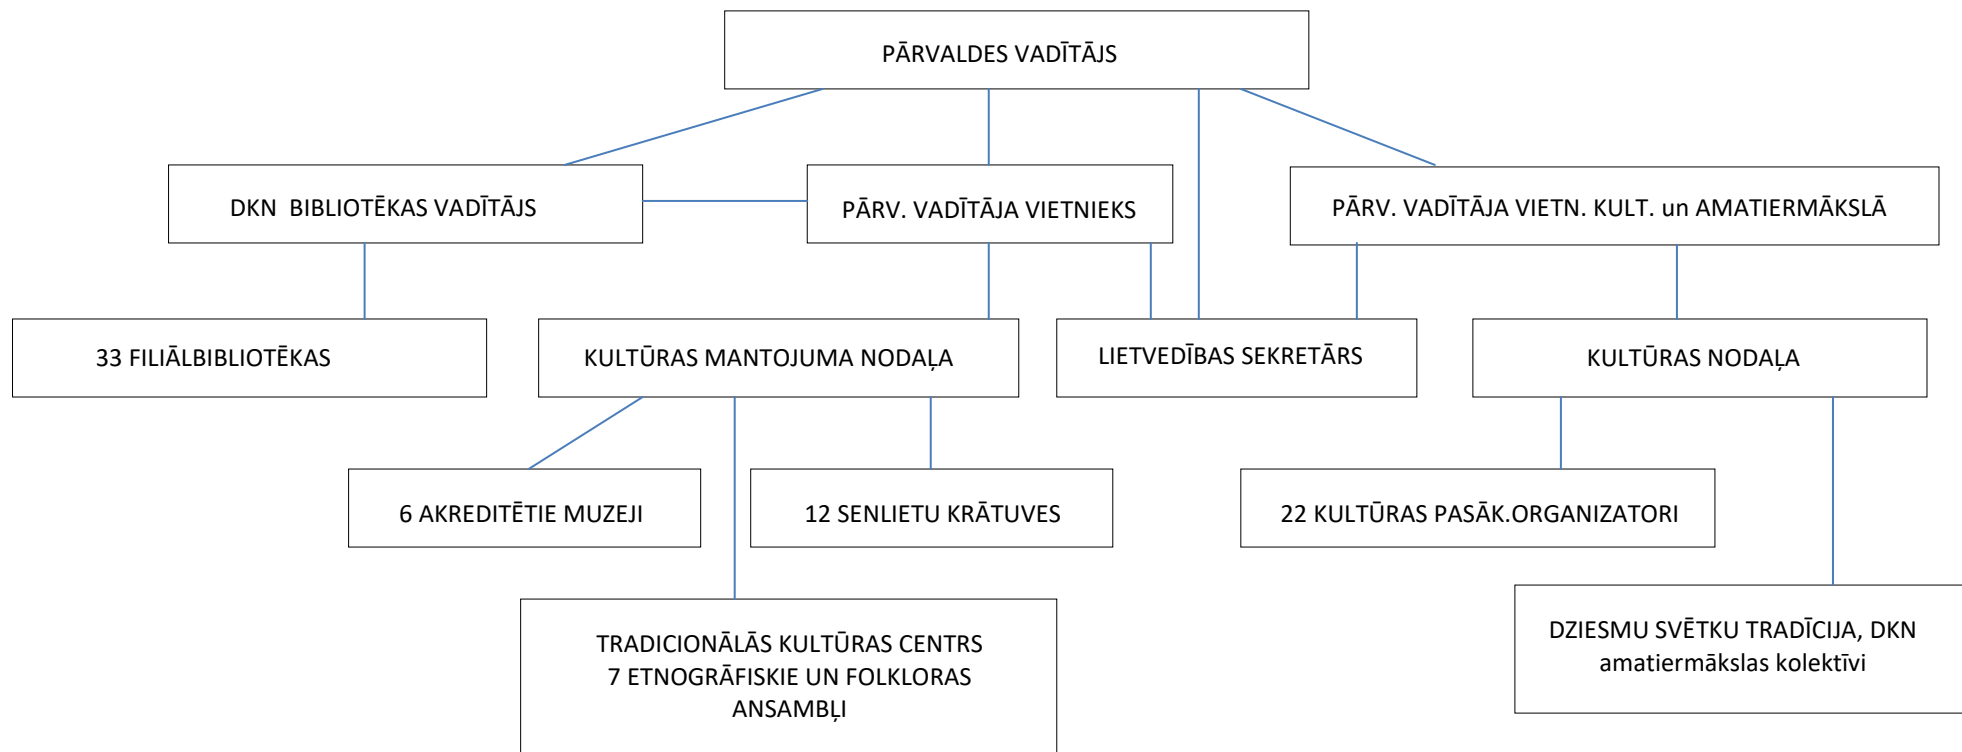 PĀRVALDES VADĪTĀJS
DKN BIBLIOTĒKAS VADĪTĀJS
PĀRV. VADĪTĀJA VIETNIEKS
PĀRV. VADĪTĀJA VIETN. KULT. un AMATIERMĀKSLĀ
33 FILIĀLBIBLIOTĒKAS
KULTŪRAS MANTOJUMA NODAĻA
LIETVEDĪBAS SEKRETĀRS
KULTŪRAS NODAĻA
6 AKREDITĒTIE MUZEJI
12 SENLIETU KRĀTUVES
22 KULTŪRAS PASĀK.ORGANIZATORI
TRADICIONĀLĀS KULTŪRAS CENTRS
7 ETNOGRĀFISKIE UN FOLKLORAS
ANSAMBĻI
DZIESMU SVĒTKU TRADĪCIJA, DKN
amatiermākslas kolektīvi